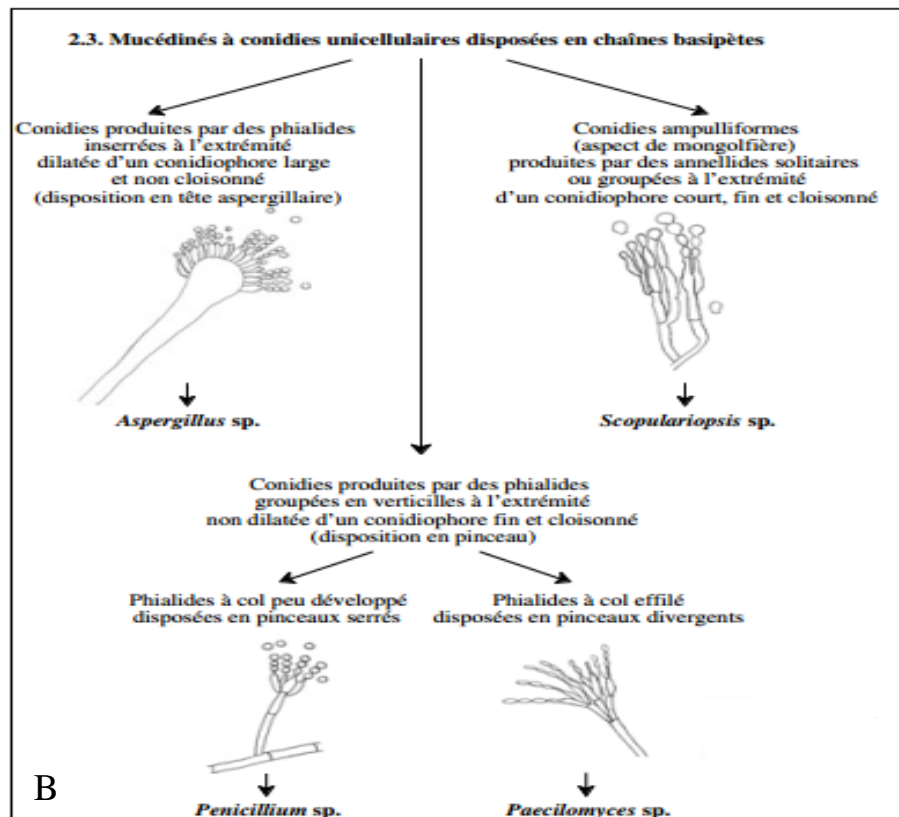 2.3. Mucédinés à conidies unicellulaires disposées en chaînes basipètes
Conidies produites par des phialides
inserrées à l'extrémité
dilatée d'un conidiophore large
et non cloisonné
(disposition en tête aspergillaire)
Conidies ampulliformes
(aspect de mongolfière)
produites par des annellides solitaires
ou groupées à l'extrémité
d'un conidiophore court, fin et cloisonné
Aspergillus sp.
Scopulariopsis sp.
Conidies produites par des phialides
groupées en verticilles à l'extrémité
non dilatée d'un conidiophore fin et cloisonné
(disposition en pinceau)
Phialides à col peu développé
disposées en pinceaux serrés
Phialides à col effilé
disposées en pinceaux divergents
B
Penicillium sp.
Paecilomyces sp.